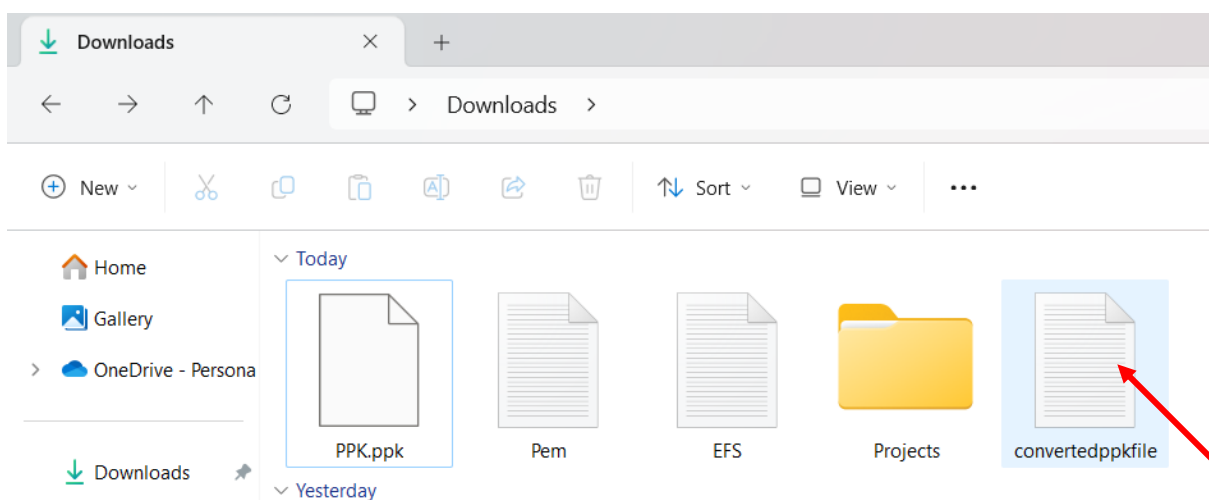 Downloads
Downloads
New Sort View
Home
Gallery
OneDrive - Persona
Downloads
Today
PPK.ppk Pem EFS Projects convertedppkfile
Yesterday